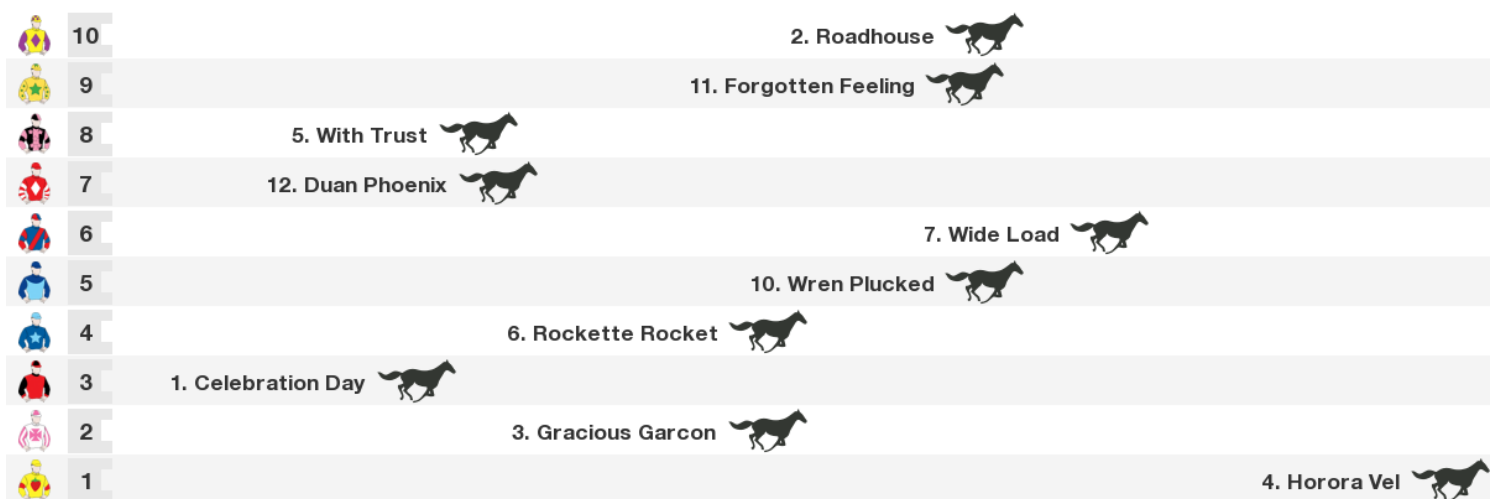 10 2. Roadhouse
9 11. Forgotten Feeling
8 5. With Trust
7 12. Duan Phoenix
6 7. Wide Load
5 10. Wren Plucked
4 6. Rockette Rocket
3 1. Celebration Day
2 3. Gracious Garcon
1 4. Horora Vel